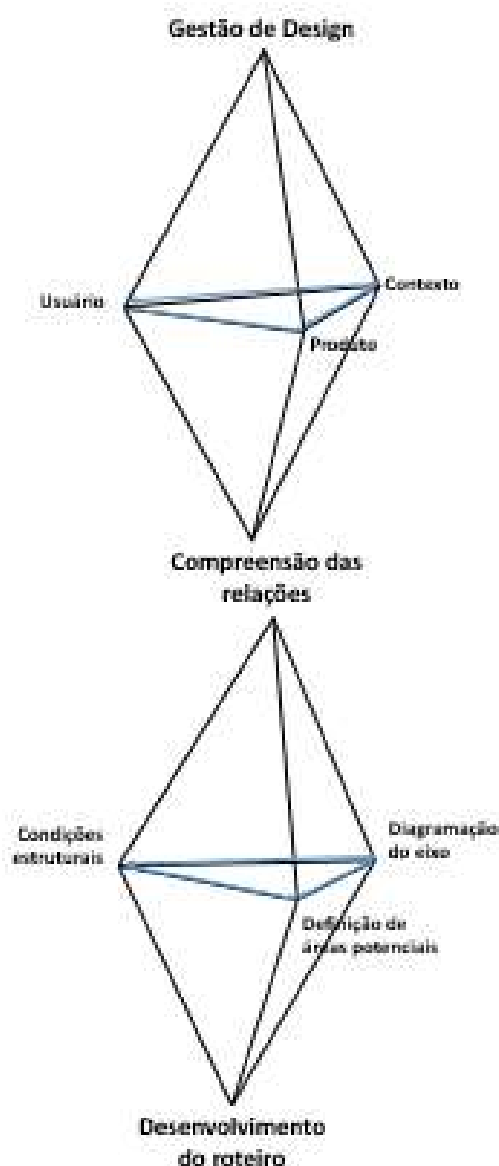 Gestão de Design
Usuário
Contexto
Produto
Compreensão das
relações
Condições
estruturais
Diagramação
do eixo
Definição de
áreas potenciais
Desenvolvimento
do roteiro